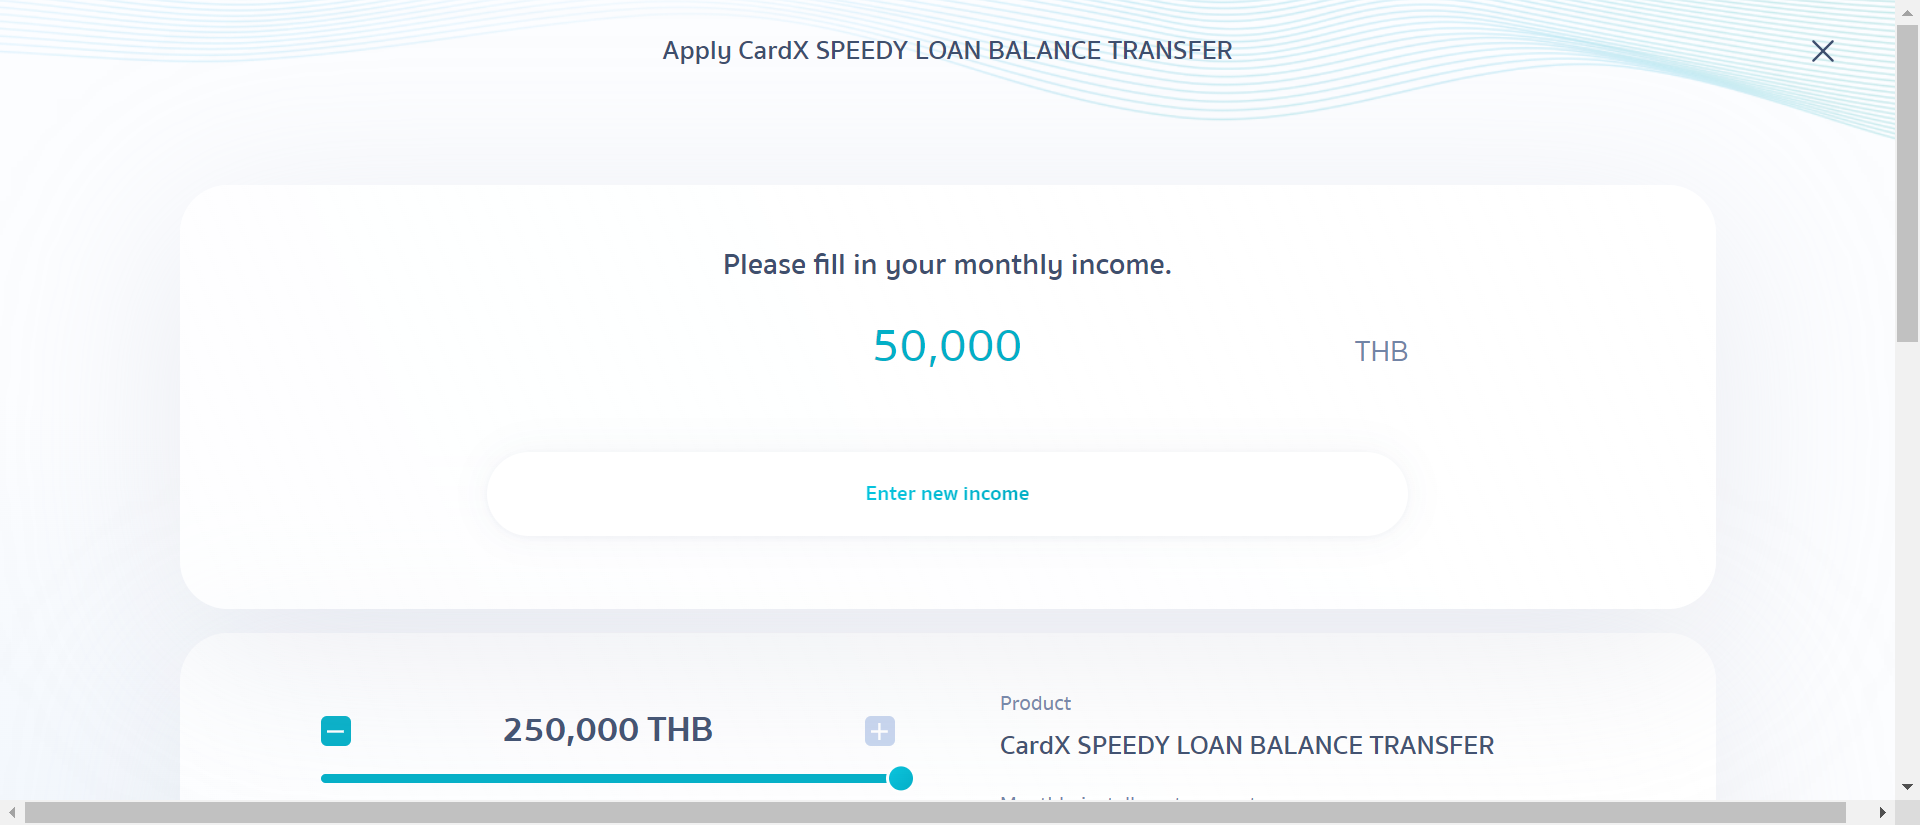 Apply CardX SPEEDY LOAN BALANCE TRANSFER
Please fill in your monthly income.
50,000 THB
Enter new income
250,000 THB
Product
CardX SPEEDY LOAN BALANCE TRANSFER